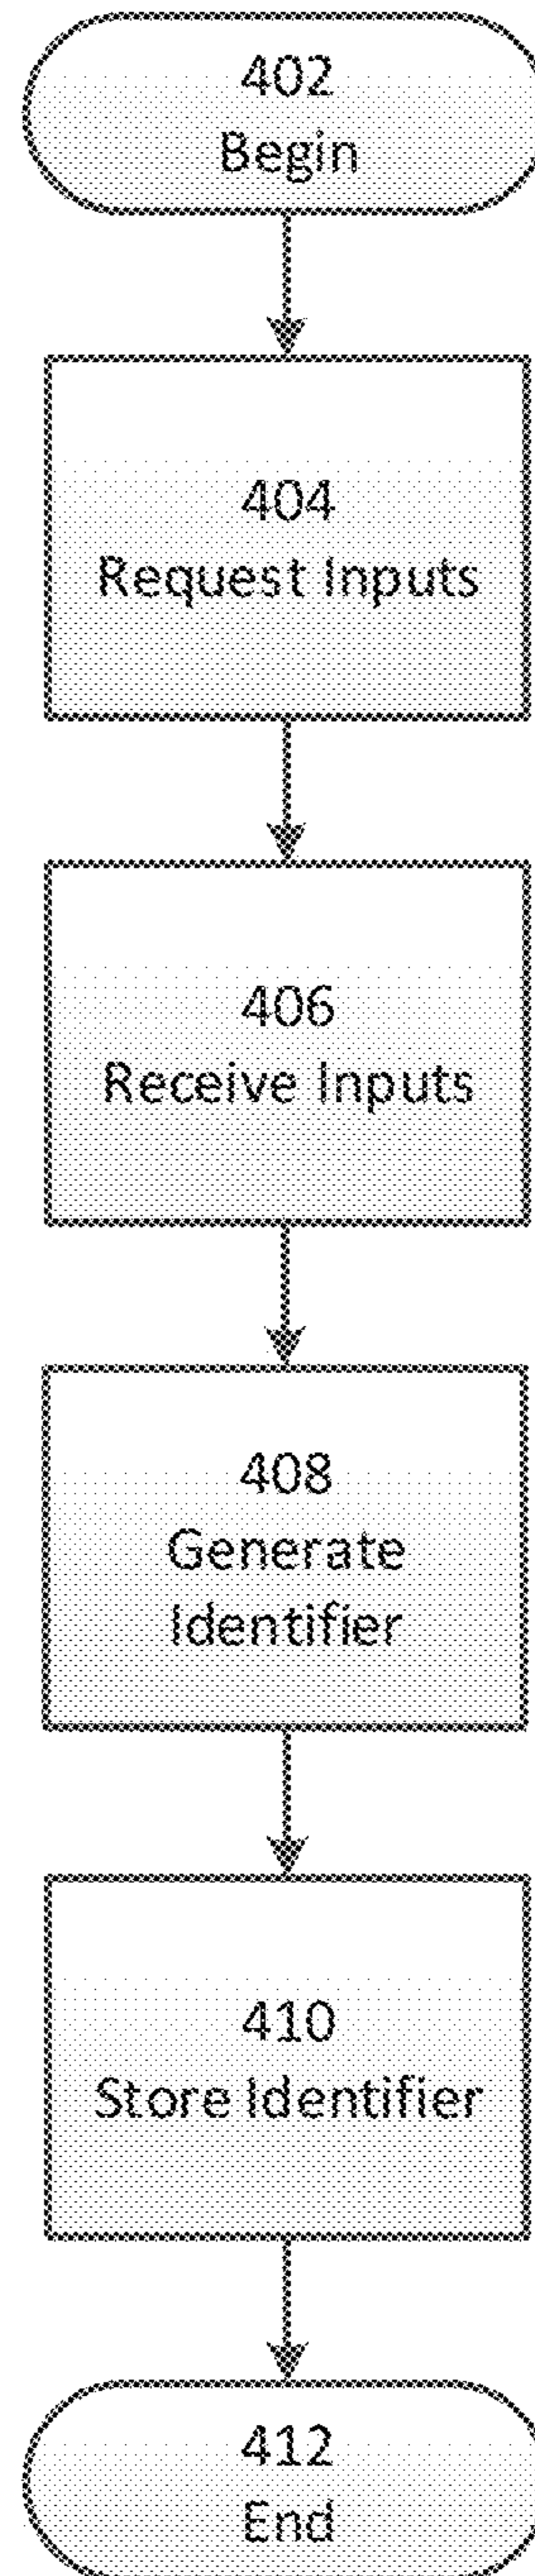 402
Begin
404
Request Inputs
406
Receive Inputs
408
Generate
Identifier
410
Store Identifier
412
End